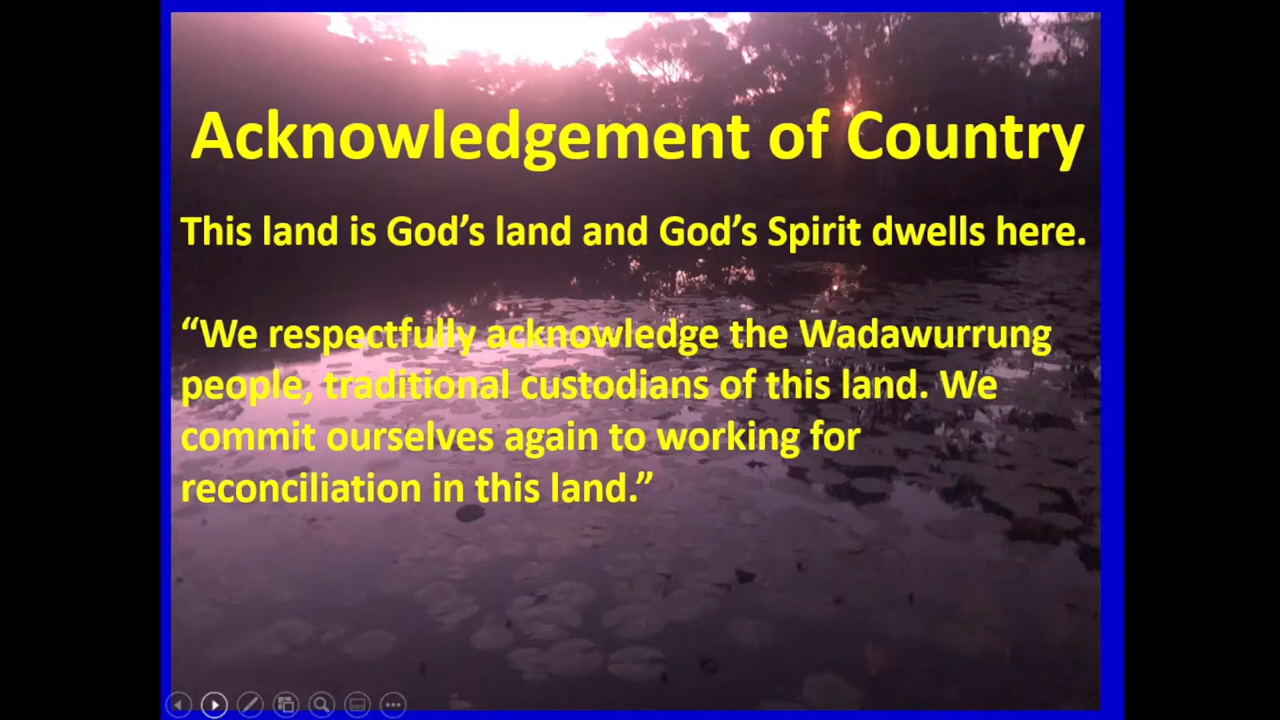 Acknowledgement of Country
This land is God’s land and God’s Spirit dwells here.
“We respectfully acknowledge the Wadawurrung
people, traditional custodians of this land. We
commit ourselves again to working for
reconciliation in this land.”